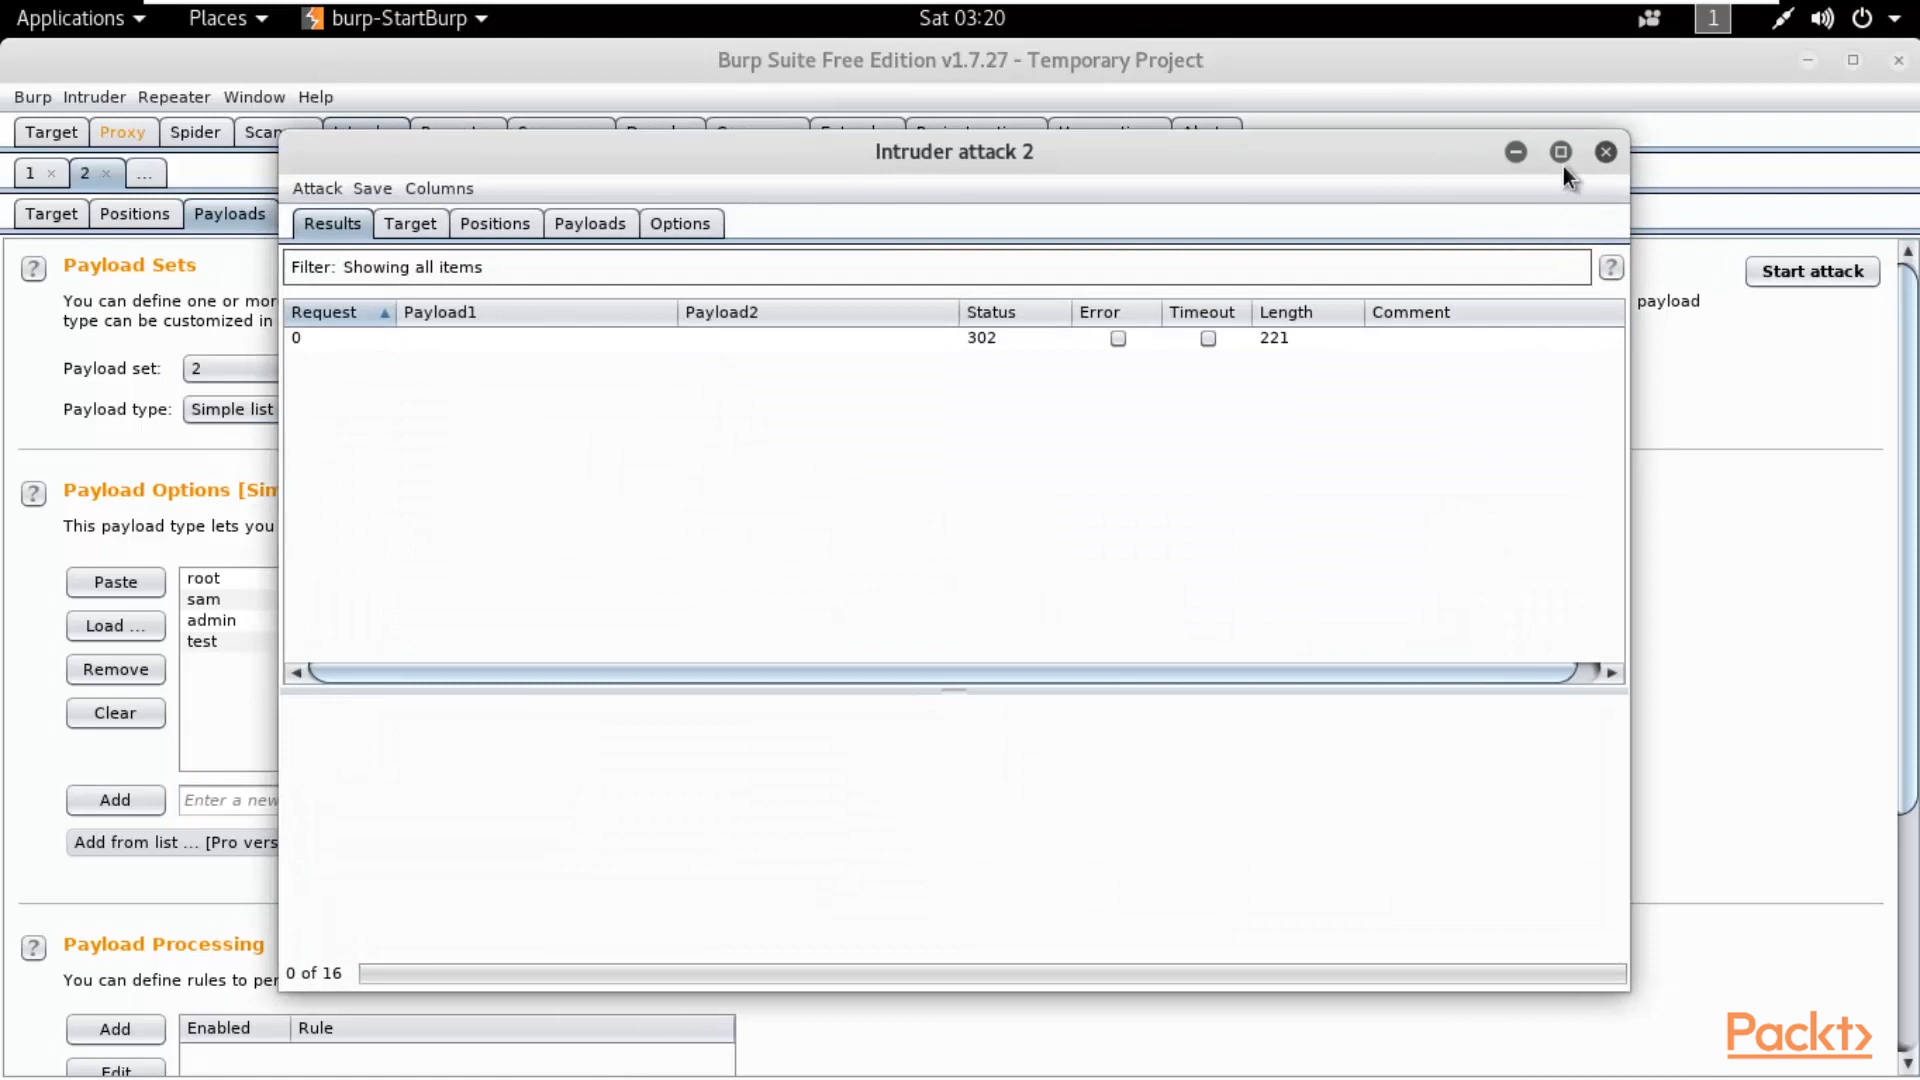 Applications Places burp-StartBurp Sat 03:20 1
Burp Suite Free Edition v1.7.27 - Temporary Project
Burp Intruder Repeater Window Help
Target Proxy Spider
Intruder attack 2
1 × 2 × ...
Attack Save Columns
Target Positions Payloads
Results Target Positions Payloads Options
Payload Sets
Filter: Showing all items ?
Start attack
You can define one or mor
payload
type can be customized in
Request Payload1 Payload2 Status Error Timeout Length Comment
0 302 221
Payload set: 2
Payload type: Simple list
? Payload Options [Sim
This payload type lets you
Paste
Load ...
Remove
Clear
root
sam
admin
test
Add Enter a new
Add from list ... [Pro vers
? Payload Processing
You can define rules to per
0 of 16
Add Enabled Rule
Edit
Packt>